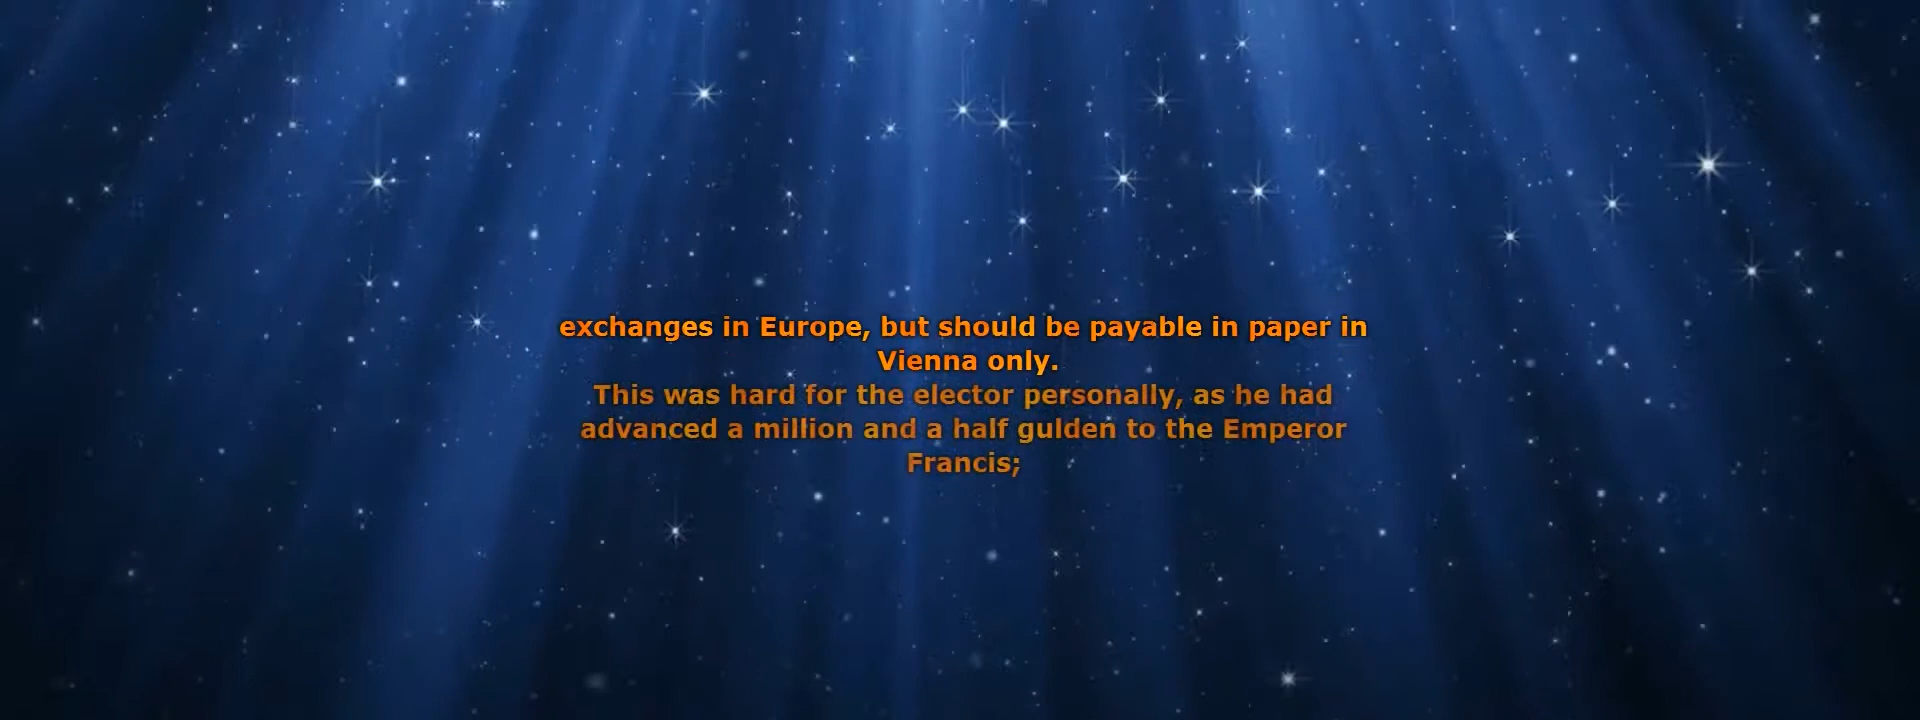 exchanges in Europe, but should be payable in paper in
Vienna only.
This was hard for the elector personally, as he had
advanced a million and a half gulden to the Emperor
Francis;